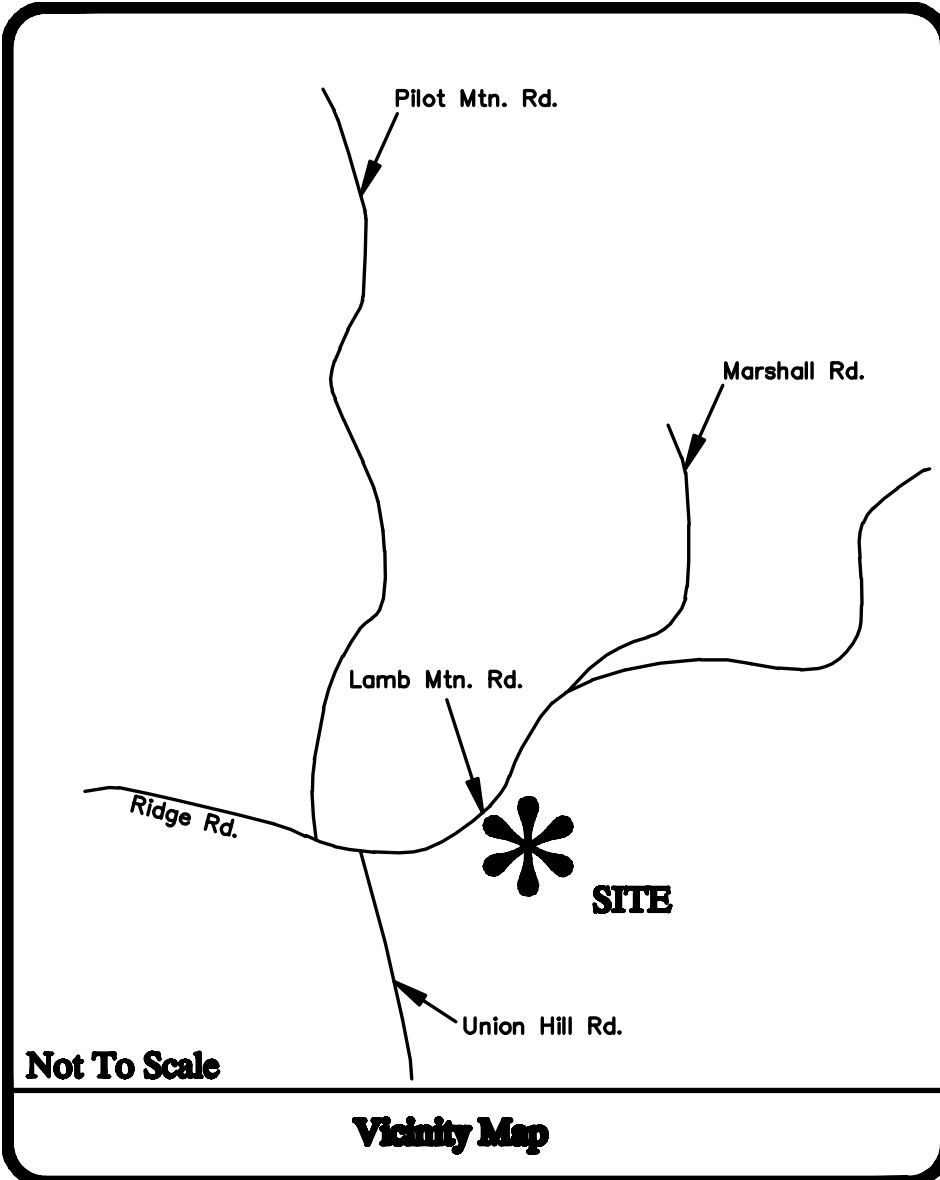 Pilot Mtn. Rd.
Marshall Rd.
Lamb Mtn. Rd.
Ridge Rd.
SITE
Union Hill Rd.
Not To Scale
Vicinity Map